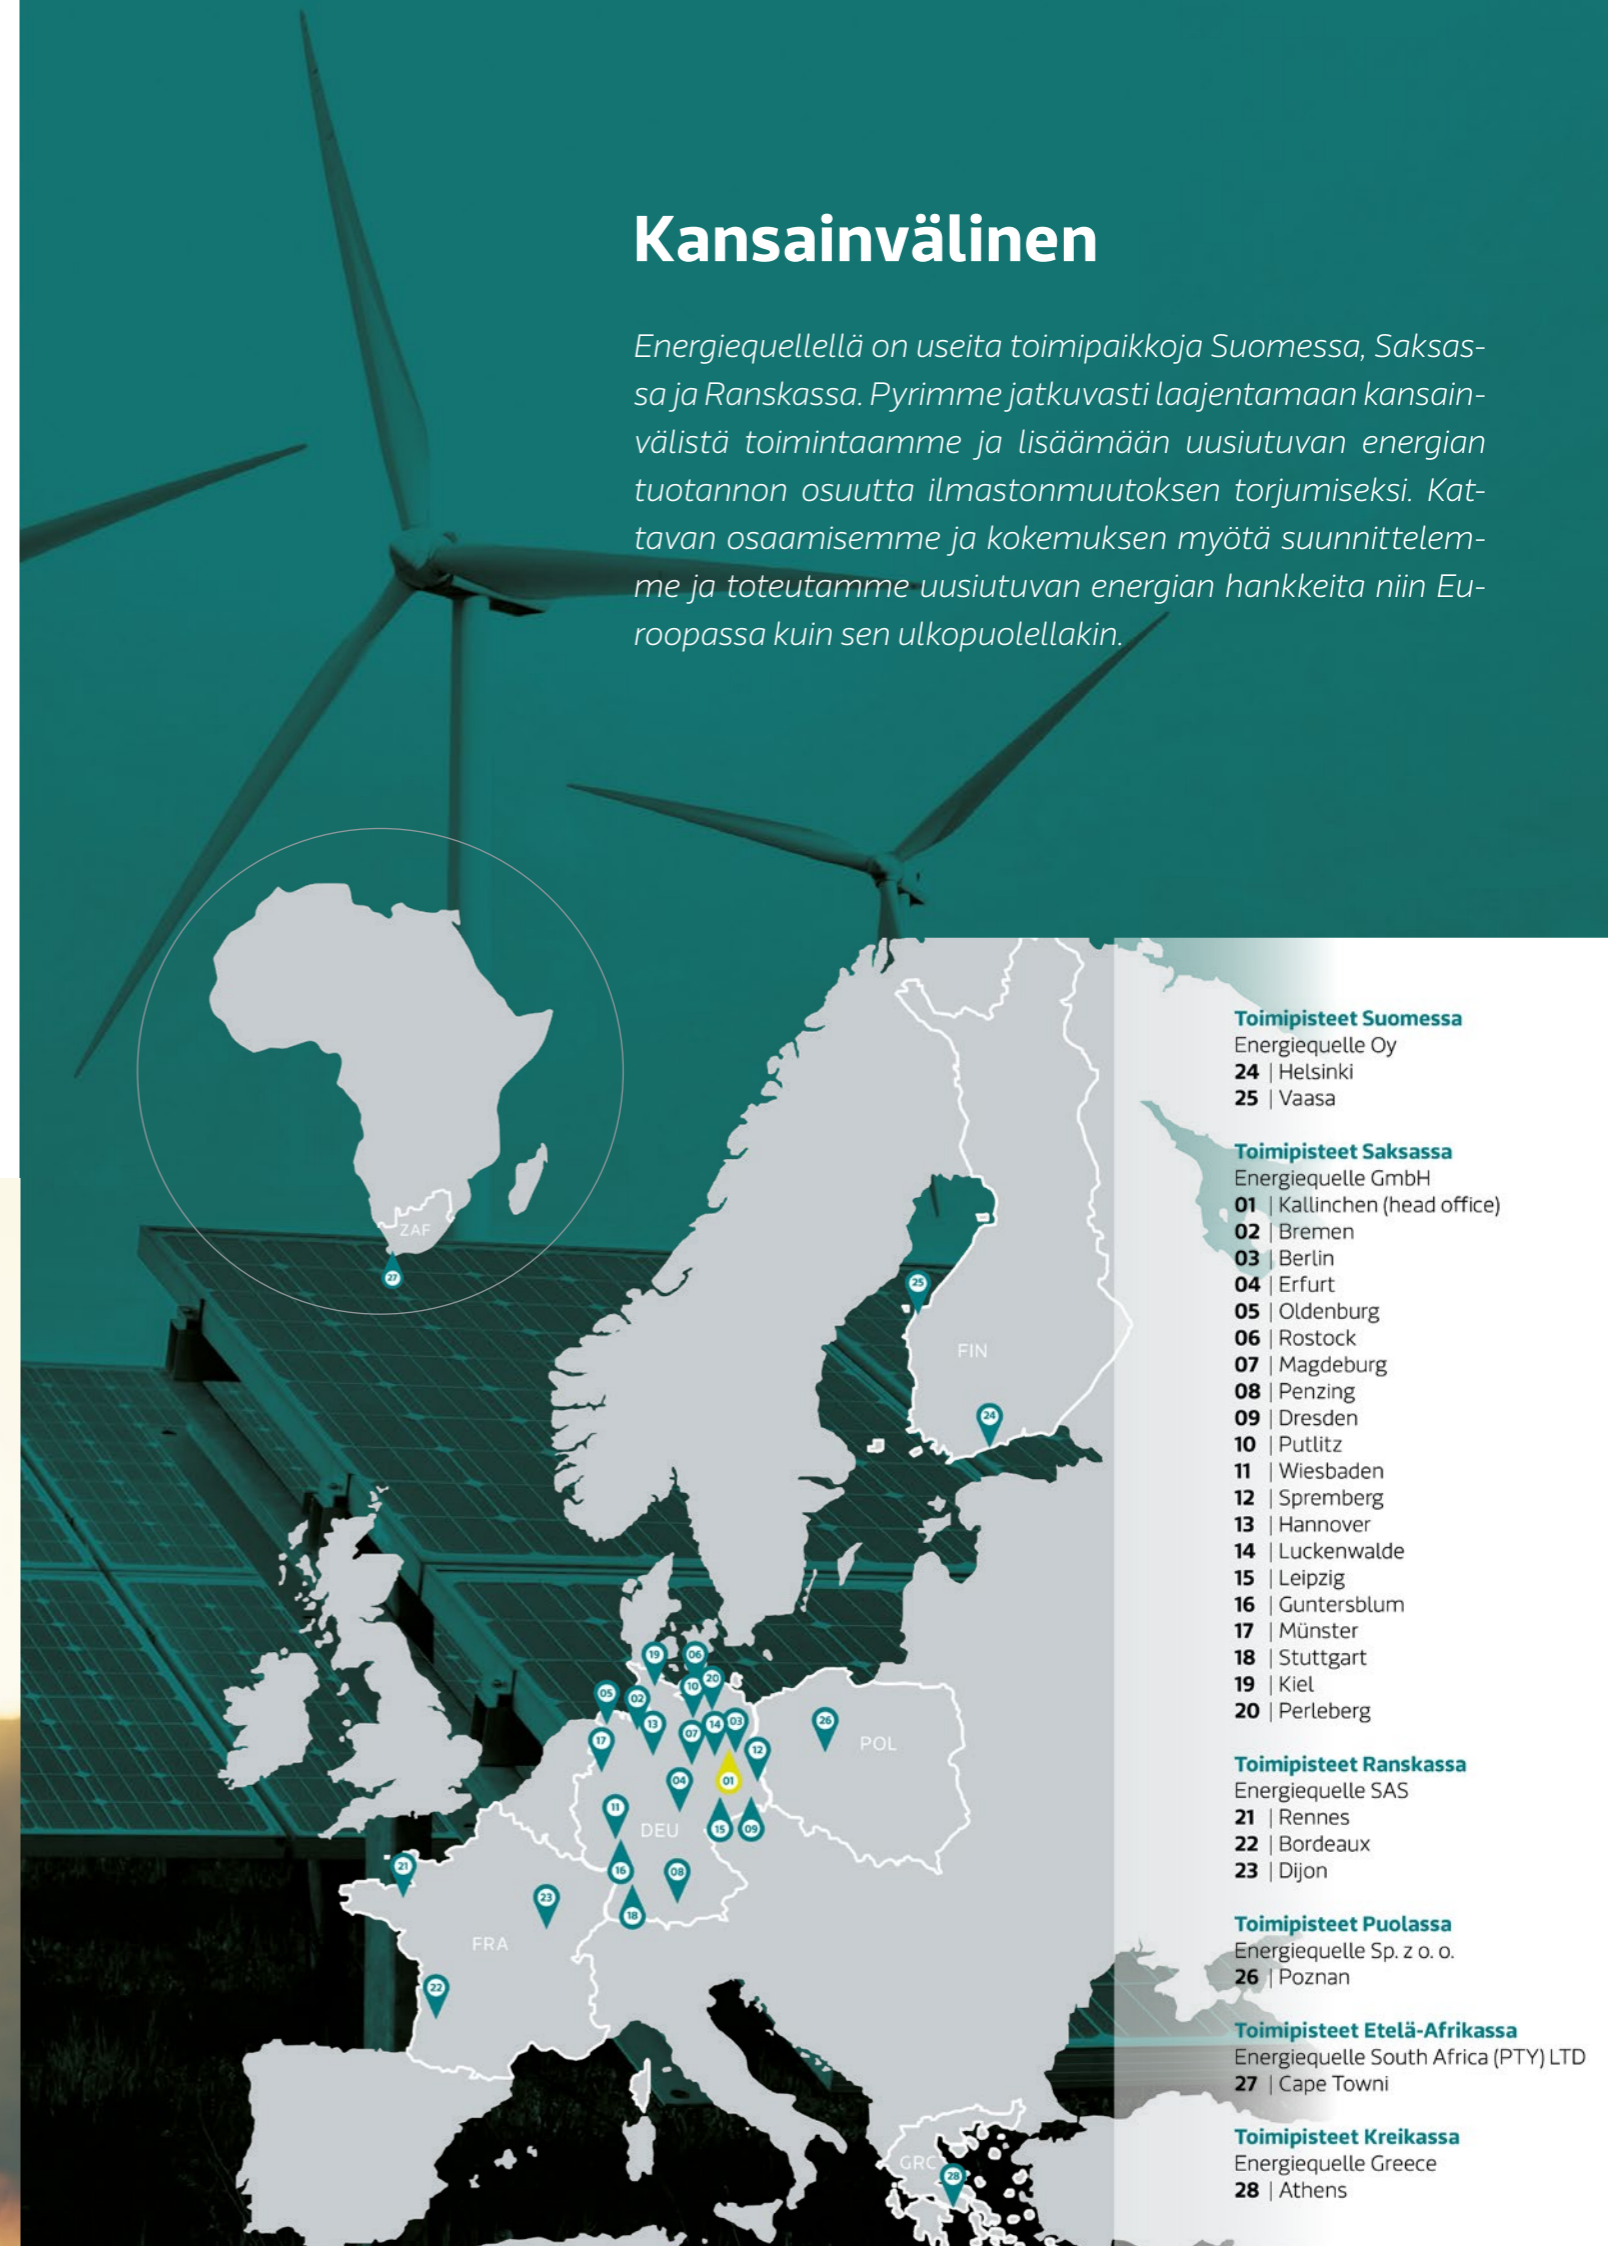 Kansainvälinen
Energiequellellä on useita toimipaikkoja Suomessa, Saksas-
sa ja Ranskassa. Pyrimme jatkuvasti laajentamaan kansain-
välistä toimintaamme ja lisäämään uusiutuvan energian
tuotannon osuutta ilmastonmuutoksen torjumiseksi. Kat-
tavan osaamisemme ja kokemuksen myötä suunnittelem-
me ja toteutamme uusiutuvan energian hankkeita niin Eu-
roopassa kuin sen ulkopuolellakin.
ZAF
27
25
FIN
24
19
06
20
10
05
02
13
14
03
07
17
12
26
POL
04
01
11
DEU
15
09
21
16
08
23
18
FRA
22
GRC
28
Toimipisteet Suomessa
Energiequelle Oy
24 | Helsinki
25 | Vaasa
Toimipisteet Saksassa
Energiequelle GmbH
01 | Kallinchen (head office)
02 | Bremen
03 | Berlin
04 | Erfurt
05 | Oldenburg
06 | Rostock
07 | Magdeburg
08 | Penzing
09 | Dresden
10 | Putlitz
11 | Wiesbaden
12 | Spremberg
13 | Hannover
14 | Luckenwalde
15 | Leipzig
16 | Guntersblum
17 | Münster
18 | Stuttgart
19 | Kiel
20 | Perleberg
Toimipisteet Ranskassa
Energiequelle SAS
21 | Rennes
22 | Bordeaux
23 | Dijon
Toimipisteet Puolassa
Energiequelle Sp. z o. o.
26 | Poznan
Toimipisteet Etelä-Afrikassa
Energiequelle South Africa (PTY) LTD
27 | Cape Towni
Toimipisteet Kreikassa
Energiequelle Greece
28 | Athens